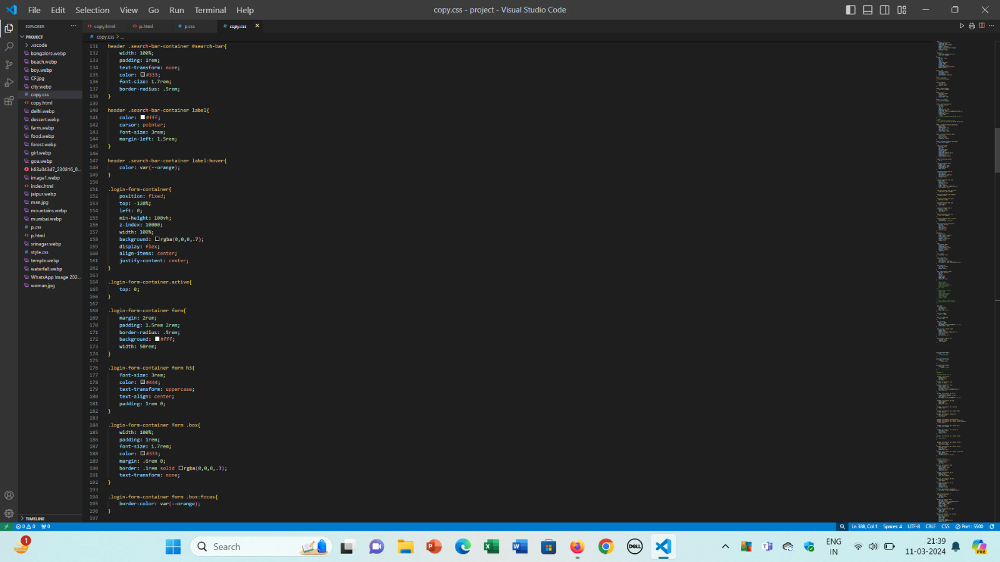 File Edit Selection View Go Run Terminal Help
copy.css - project - Visual Studio Code
EXPLORER
PROJECT
.vscode
bangalore.webp
beach.webp
boy.webp
CF.jpg
city.webp
copy.css
copy.html
delhi.webp
dessert.webp
farm.webp
food.webp
forest.webp
girl.webp
goa.webp
h83a043d7_230816_0...
image1.webp
index.html
jaipur.webp
man.jpg
mountains.webp
mumbai.webp
p.css
p.html
srinagar.webp
style.css
temple.webp
waterfall.webp
WhatsApp Image 202...
woman.jpg
TIMELINE
copy.html
p.html
p.css
copy.css
copy.css > ...
131 header .search-bar-container #search-bar{
132 width: 100%;
133 padding: 1rem;
134 text-transform: none;
135 color: #333;
136 font-size: 1.7rem;
137 border-radius: .5rem;
138 }
139
140 header .search-bar-container label{
141 color: #fff;
142 cursor: pointer;
143 font-size: 3rem;
144 margin-left: 1.5rem;
145 }
146
147 header .search-bar-container label:hover{
148 color: var(--orange);
149 }
150
151 .login-form-container{
152 position: fixed;
153 top: -120%;
154 left: 0;
155 min-height: 100vh;
156 z-index: 10000;
157 width: 100%;
158 background: rgba(0,0,0,.7);
159 display: flex;
160 align-items: center;
161 justify-content: center;
162 }
163
164 .login-form-container.active{
165 top: 0;
166 }
167
168 .login-form-container form{
169 margin: 2rem;
170 padding: 1.5rem 2rem;
171 border-radius: .5rem;
172 background: #fff;
173 width: 50rem;
174 }
175
176 .login-form-container form h3{
177 font-size: 3rem;
178 color: #444;
179 text-transform: uppercase;
180 text-align: center;
181 padding: 1rem 0;
182 }
183
184 .login-form-container form .box{
185 width: 100%;
186 padding: 1rem;
187 font-size: 1.7rem;
188 color: #333;
189 margin: .6rem 0;
190 border: .1rem solid rgba(0,0,0,.3);
191 text-transform: none;
192 }
193
194 .login-form-container form .box:focus{
195 border-color: var(--orange);
196 }
197
0 0 0
Ln 388, Col 1 Spaces: 4 UTF-8 CRLF CSS Port : 5500
1
Search
DELL
ENG
IN
21:39
11-03-2024
PRE